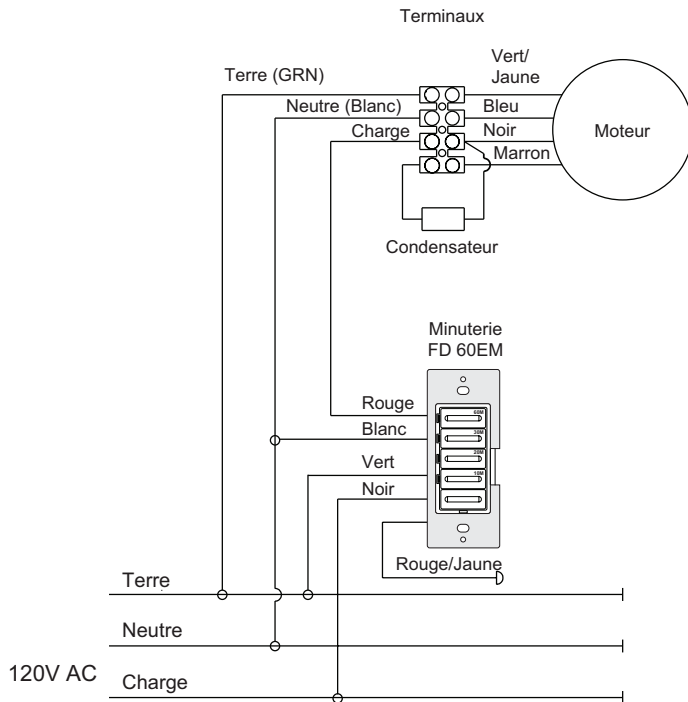 Terminaux
Terre (GRN)
Vert/
Jaune
Neutre (Blanc)
Bleu
Charge
Noir
Moteur
Marron
Condensateur
Minuterie
FD 60EM
Rouge
60M
Blanc
30M
20M
Vert
10M
Noir
Rouge/Jaune
Terre
Neutre
120V AC
Charge